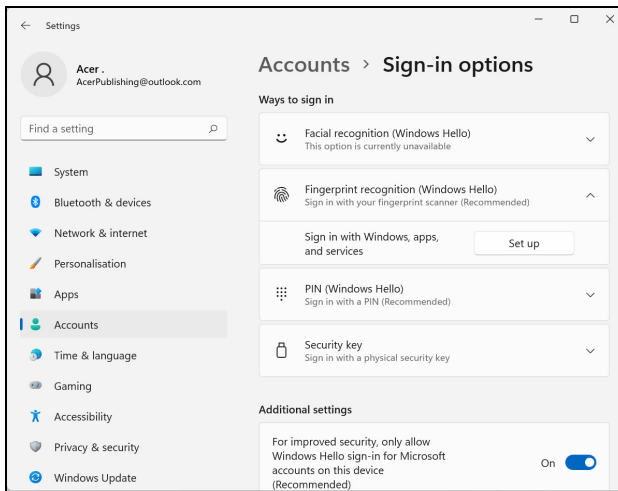 Settings
Acer .
AcerPublishing@outlook.com
Find a setting
System
Bluetooth & devices
Network & internet
Personalisation
Apps
Accounts
Time & language
Gaming
Accessibility
Privacy & security
Windows Update
Accounts > Sign-in options
Ways to sign in
Facial recognition (Windows Hello)
This option is currently unavailable
Fingerprint recognition (Windows Hello)
Sign in with your fingerprint scanner (Recommended)
Sign in with Windows, apps,
and services
Set up
PIN (Windows Hello)
Sign in with a PIN (Recommended)
Security key
Sign in with a physical security key
Additional settings
For improved security, only allow
Windows Hello sign-in for Microsoft
accounts on this device
(Recommended)
On